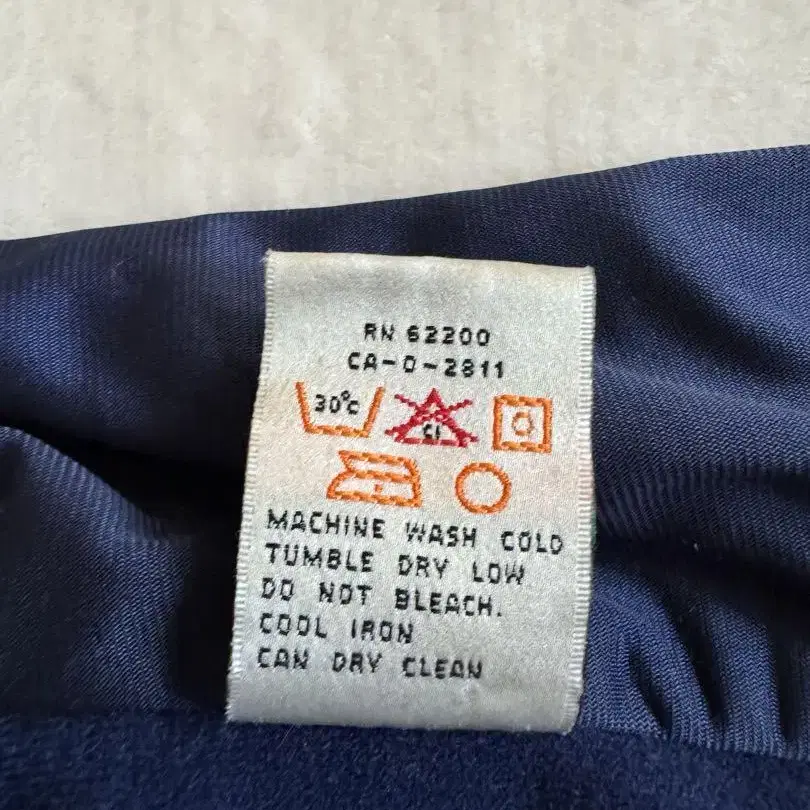 RN 62200
CA-0-2811
30°c
Cl
MACHINE WASH COLD
TUMBLE DRY LOW
DO NOT BLEACH.
COOL IRON
CAN DRY CLEAN